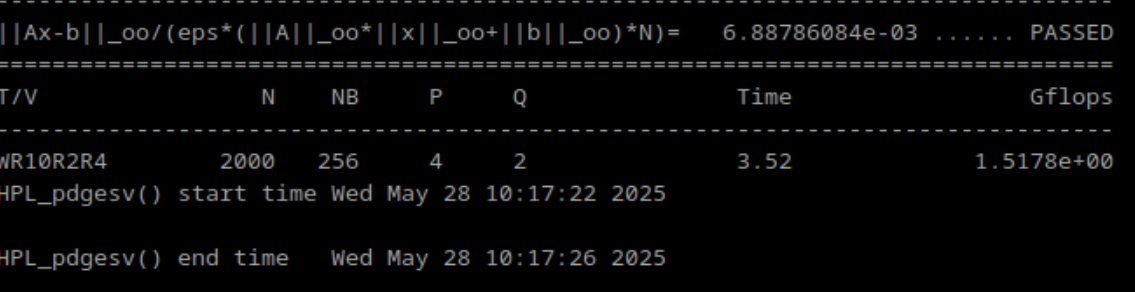 --------------------------------------------------------------------------------
||Ax-b||_oo/(eps*(||A||_oo*||x||_oo+||b||_oo)*N)=   6.88786084e-03 ...... PASSED
================================================================================
T/V                N    NB     P     Q               Time                 Gflops
--------------------------------------------------------------------------------
WR10R2R4        2000   256     4     2               3.52             1.5178e+00
HPL_pdgesv() start time Wed May 28 10:17:22 2025
HPL_pdgesv() end time   Wed May 28 10:17:26 2025